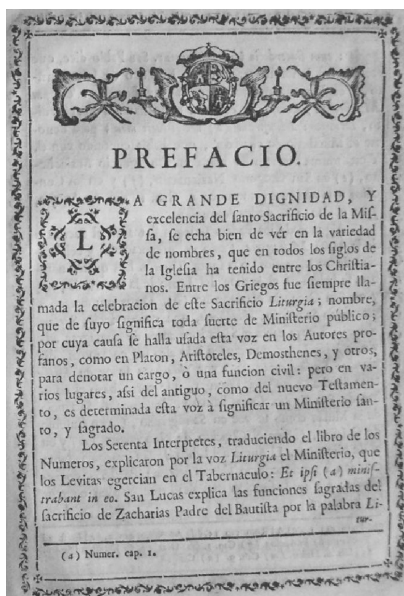 PREFACIO.
LA GRANDE DIGNIDAD, Y
excelencia del santo Sacrificio de la Mis-
sa, se echa bien de vér en la variedad
de nombres, que en todos los siglos de
la Iglesia ha tenido entre los Christia-
nos. Entre los Griegos fue siempre lla-
mada la celebracion de este Sacrificio Liturgia; nombre,
que de suyo significa toda suerte de Ministerio público;
por cuya causa se halla usada esta voz en los Autores pro-
fanos, como en Platon, Aristoteles, Demosthenes, y otros,
para denotar un cargo, ò una funcion civil: pero en va-
rios lugares, asi del antiguo, como del nuevo Testamen-
to, es determinada esta voz à significar un Ministerio san-
to, y sagrado.
Los Setenta Interpretes, traduciendo el libro de los
Numeros, explicaron por la voz Liturgia el Ministerio, que
los Levitas egercian en el Tabernaculo: Et ipsi (a) minis-
trabant in eo. San Lucas explica las funciones sagradas del
sacrificio de Zacharias Padre del Bautista por la palabra Li-
tur-
(a) Numer. cap. 1.